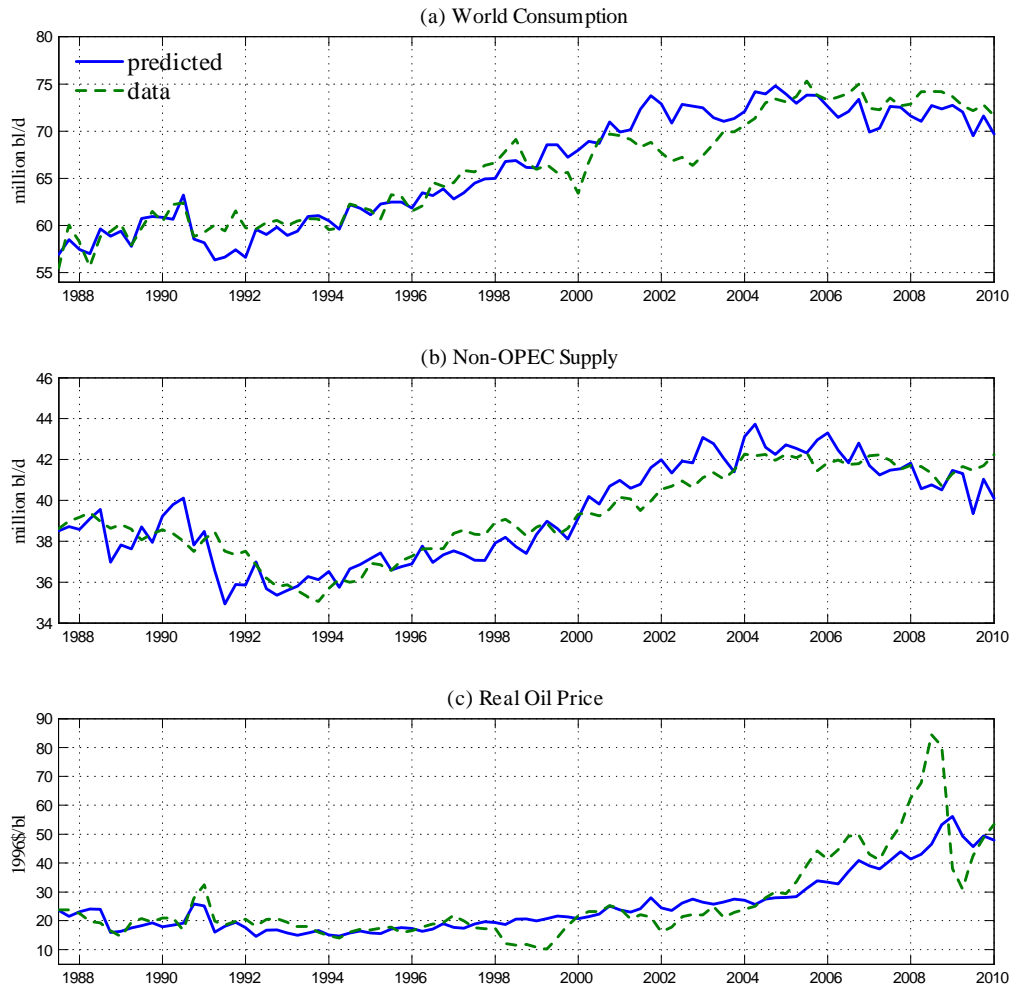 (a) World Consumption
80
75
70
65
60
55
million bl/d
predicted
data
1988 1990 1992 1994 1996 1998 2000 2002 2004 2006 2008 2010
(b) Non-OPEC Supply
46
44
42
40
38
36
34
million bl/d
1988 1990 1992 1994 1996 1998 2000 2002 2004 2006 2008 2010
(c) Real Oil Price
90
80
70
60
50
40
30
20
10
1996$/bl
1988 1990 1992 1994 1996 1998 2000 2002 2004 2006 2008 2010